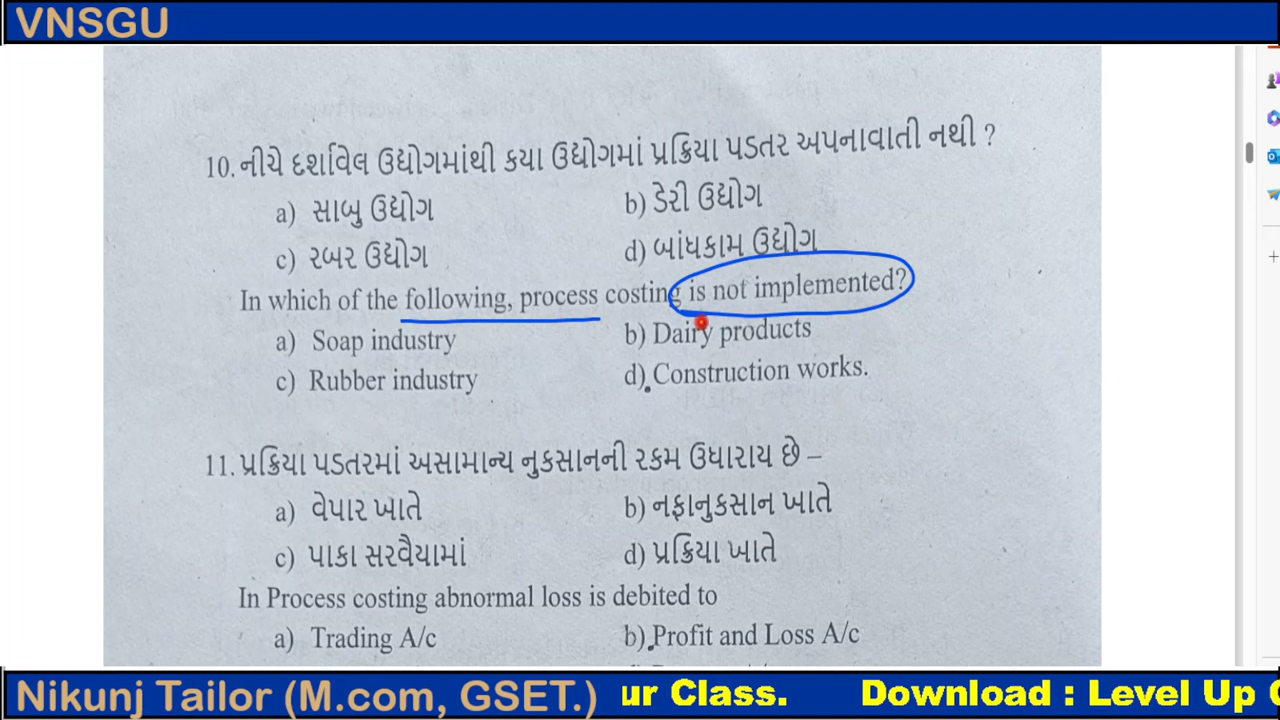 VNSGU
10. નીચે દર્શાવેલ ઉદ્યોગમાંથી કયા ઉદ્યોગમાં પ્રક્રિયા પડતર અપનાવાતી નથી ?
a) સાબુ ઉદ્યોગ b) ડેરી ઉદ્યોગ
c) રબર ઉદ્યોગ d) બાંધકામ ઉદ્યોગ
In which of the following, process costing is not implemented?
a) Soap industry b) Dairy products
c) Rubber industry d) Construction works.
11. પ્રક્રિયા પડતરમાં અસામાન્ય નુકસાનની રકમ ઉધારાય છે –
a) વેપાર ખાતે b) નફાનુકસાન ખાતે
c) પાકા સરવૈયામાં d) પ્રક્રિયા ખાતે
In Process costing abnormal loss is debited to
a) Trading A/c b) Profit and Loss A/c
Nikunj Tailor (M.com, GSET.) ur Class. Download : Level Up